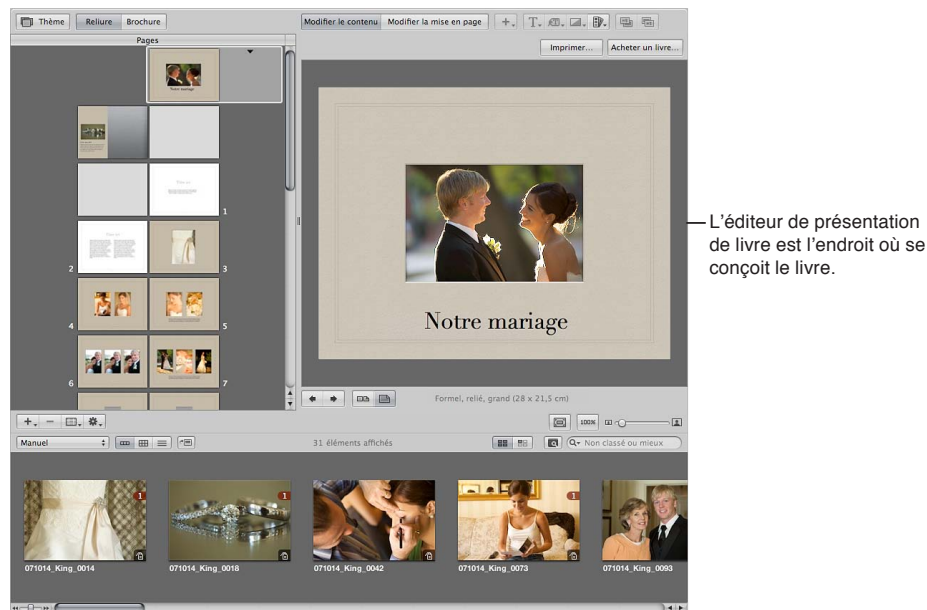 Thème Reliure Brochure Modifier le contenu Modifier la mise en page
Pages
Imprimer... Acheter un livre...
Notre mariage
1
2
3
4
5
6
7
Notre mariage
L'éditeur de présentation
de livre est l'endroit où se
conçoit le livre.
Formel, relié, grand (28 x 21,5 cm)
100%
Manuel 31 éléments affichés Non classé ou mieux
1 1 1
071014_King_0014 071014_King_0018 071014_King_0042 071014_King_0073 071014_King_0093